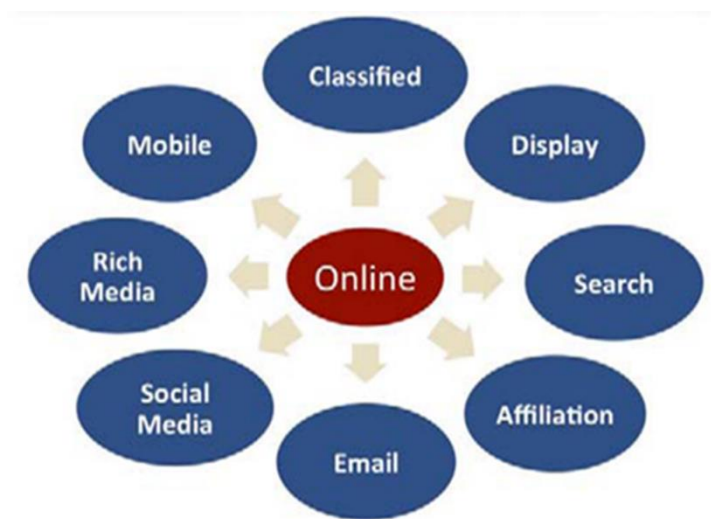 Classified
Mobile
Display
Rich
Media
Online
Search
Social
Media
Affiliation
Email